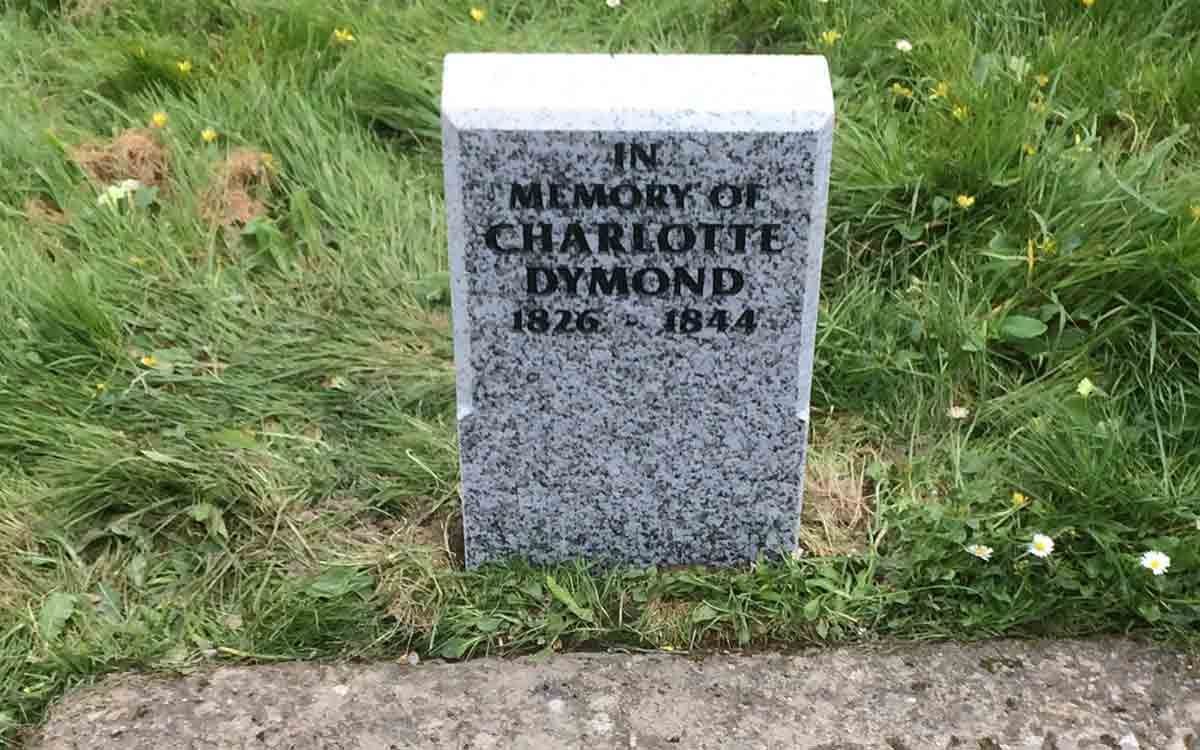 IN
MEMORY OF
CHARLOTTE
DYMOND
1826 - 1844